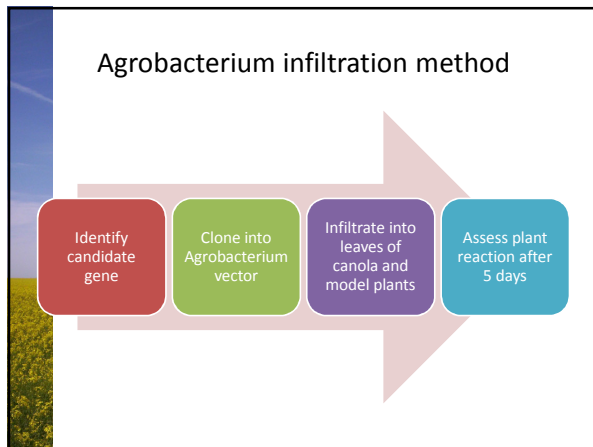 Agrobacterium infiltration method
Identify
candidate
gene
Clone into
Agrobacterium
vector
Infiltrate into
leaves of
canola and
model plants
Assess plant
reaction after
5 days